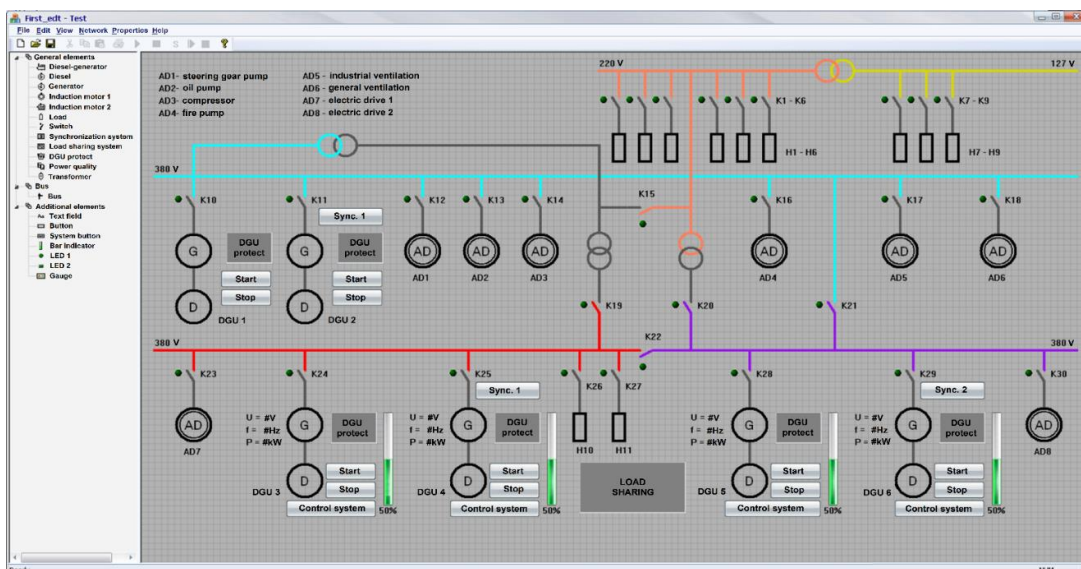 First_edt - Test
File Edit View Network Properties Help
General elements
Diesel-generator
Diesel
Generator
Induction motor 1
Induction motor 2
Load
Switch
Synchronization system
Load sharing system
DGU protect
Power quality
Transformer
Bus
Bus
Additional elements
Text field
Button
System button
Bar Indicator
LED 1
LED 2
Gauge
AD1- steering gear pump
AD2- oil pump
AD3- compressor
AD4- fire pump
AD5 - industrial ventilation
AD6 - general ventilation
AD7 - electric drive 1
AD8 - electric drive 2
220 V
127 V
K1 - K6
K7 - K9
H1 - H6
H7 - H9
380 V
K10
K11
K12
K13
K14
K15
K16
K17
K18
Sync. 1
G
DGU protect
Start
Stop
D
DGU 1
G
DGU protect
Start
Stop
D
DGU 2
AD
AD1
AD
AD2
AD
AD3
AD
AD4
AD
AD5
AD
AD6
K19
K20
K21
380 V
K22
380 V
K23
K24
K25
K26
K27
K28
K29
K30
Sync. 1
Sync. 2
AD
AD7
U = #V
f = #Hz
P = #kW
G
DGU protect
Start
Stop
D
DGU 3
Control system
50%
U = #V
f = #Hz
P = #kW
G
DGU protect
Start
Stop
D
DGU 4
Control system
50%
H10
H11
LOAD
SHARING
U = #V
f = #Hz
P = #kW
G
DGU protect
Start
Stop
D
DGU 5
Control system
50%
U = #V
f = #Hz
P = #kW
G
DGU protect
Start
Stop
D
DGU 6
Control system
50%
AD
AD8